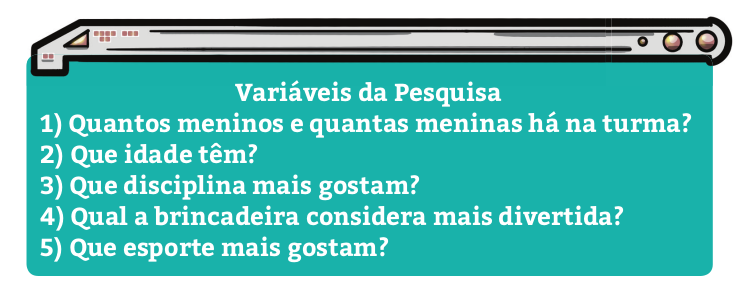 Variáveis da Pesquisa
1) Quantos meninos e quantas meninas há na turma?
2) Que idade têm?
3) Que disciplina mais gostam?
4) Qual a brincadeira considera mais divertida?
5) Que esporte mais gostam?